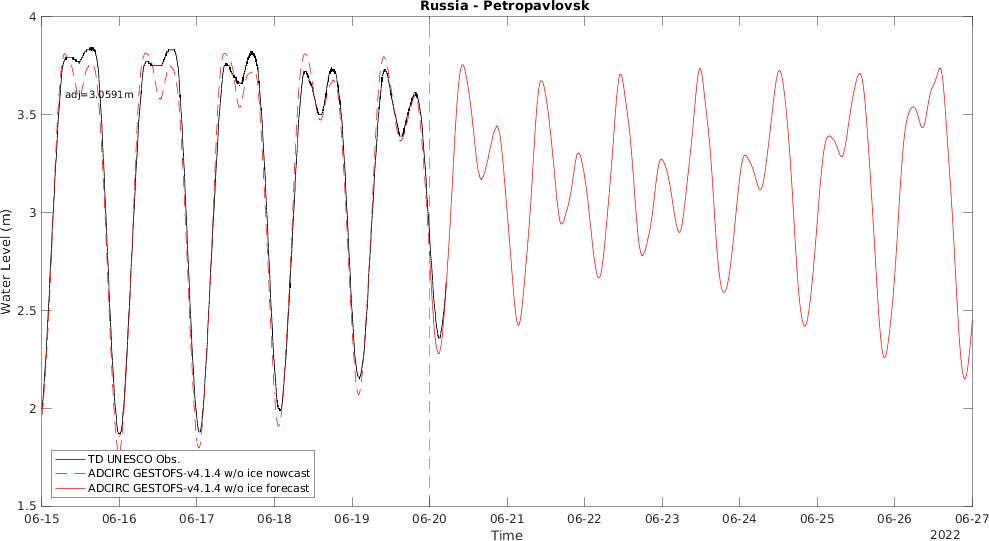 Russia - Petropavlovsk
4
3.5
3
2.5
2
1.5
Water Level (m)
adj=3.0591m
TD UNESCO Obs.
ADCIRC GESTOFS-v4.1.4 w/o ice nowcast
ADCIRC GESTOFS-v4.1.4 w/o ice forecast
06-15 06-16 06-17 06-18 06-19 06-20 06-21 06-22 06-23 06-24 06-25 06-26 06-27
Time
2022